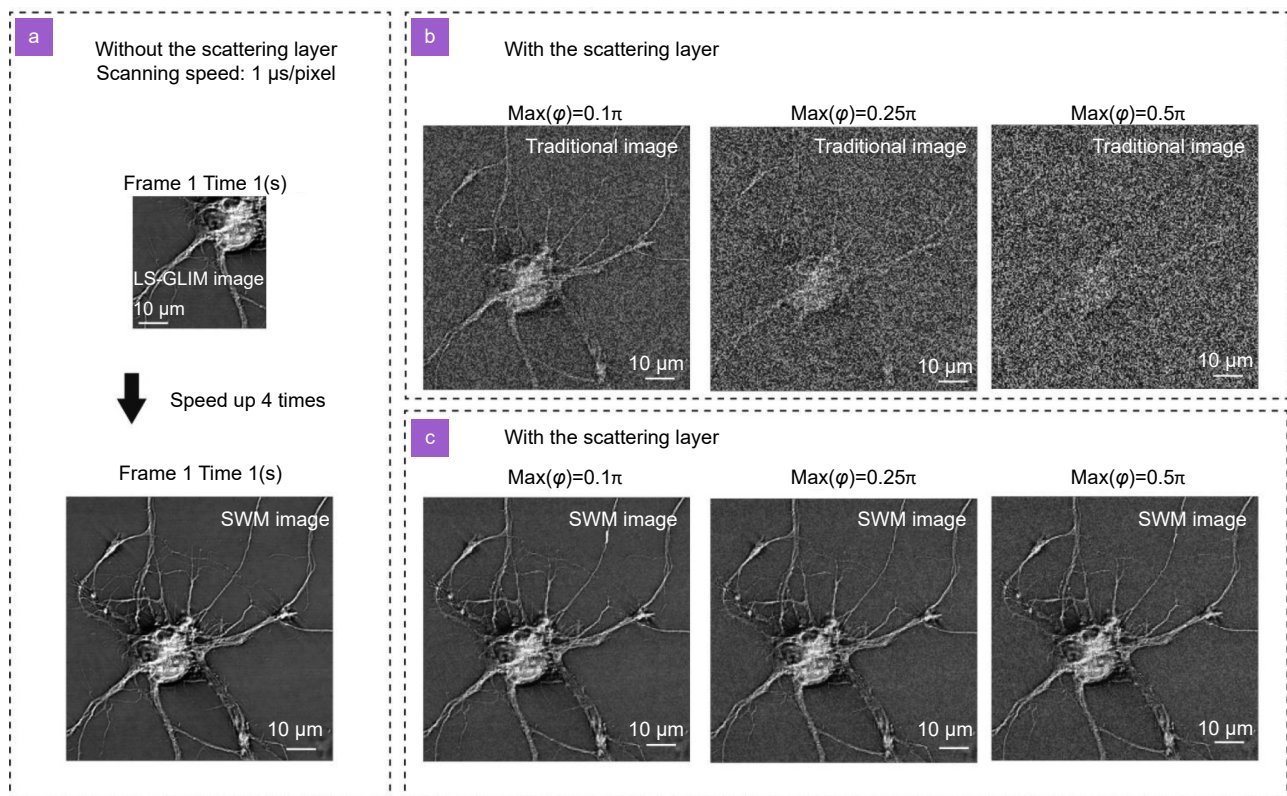 a
Without the scattering layer
Scanning speed: 1 μs/pixel
Frame 1 Time 1(s)
LS-GLIM image
10 μm
Speed up 4 times
Frame 1 Time 1(s)
SWM image
10 μm
b
With the scattering layer
Max(φ)=0.1π
Max(φ)=0.25π
Max(φ)=0.5π
Traditional image
Traditional image
Traditional image
10 μm
10 μm
10 μm
c
With the scattering layer
Max(φ)=0.1π
Max(φ)=0.25π
Max(φ)=0.5π
SWM image
SWM image
SWM image
10 μm
10 μm
10 μm